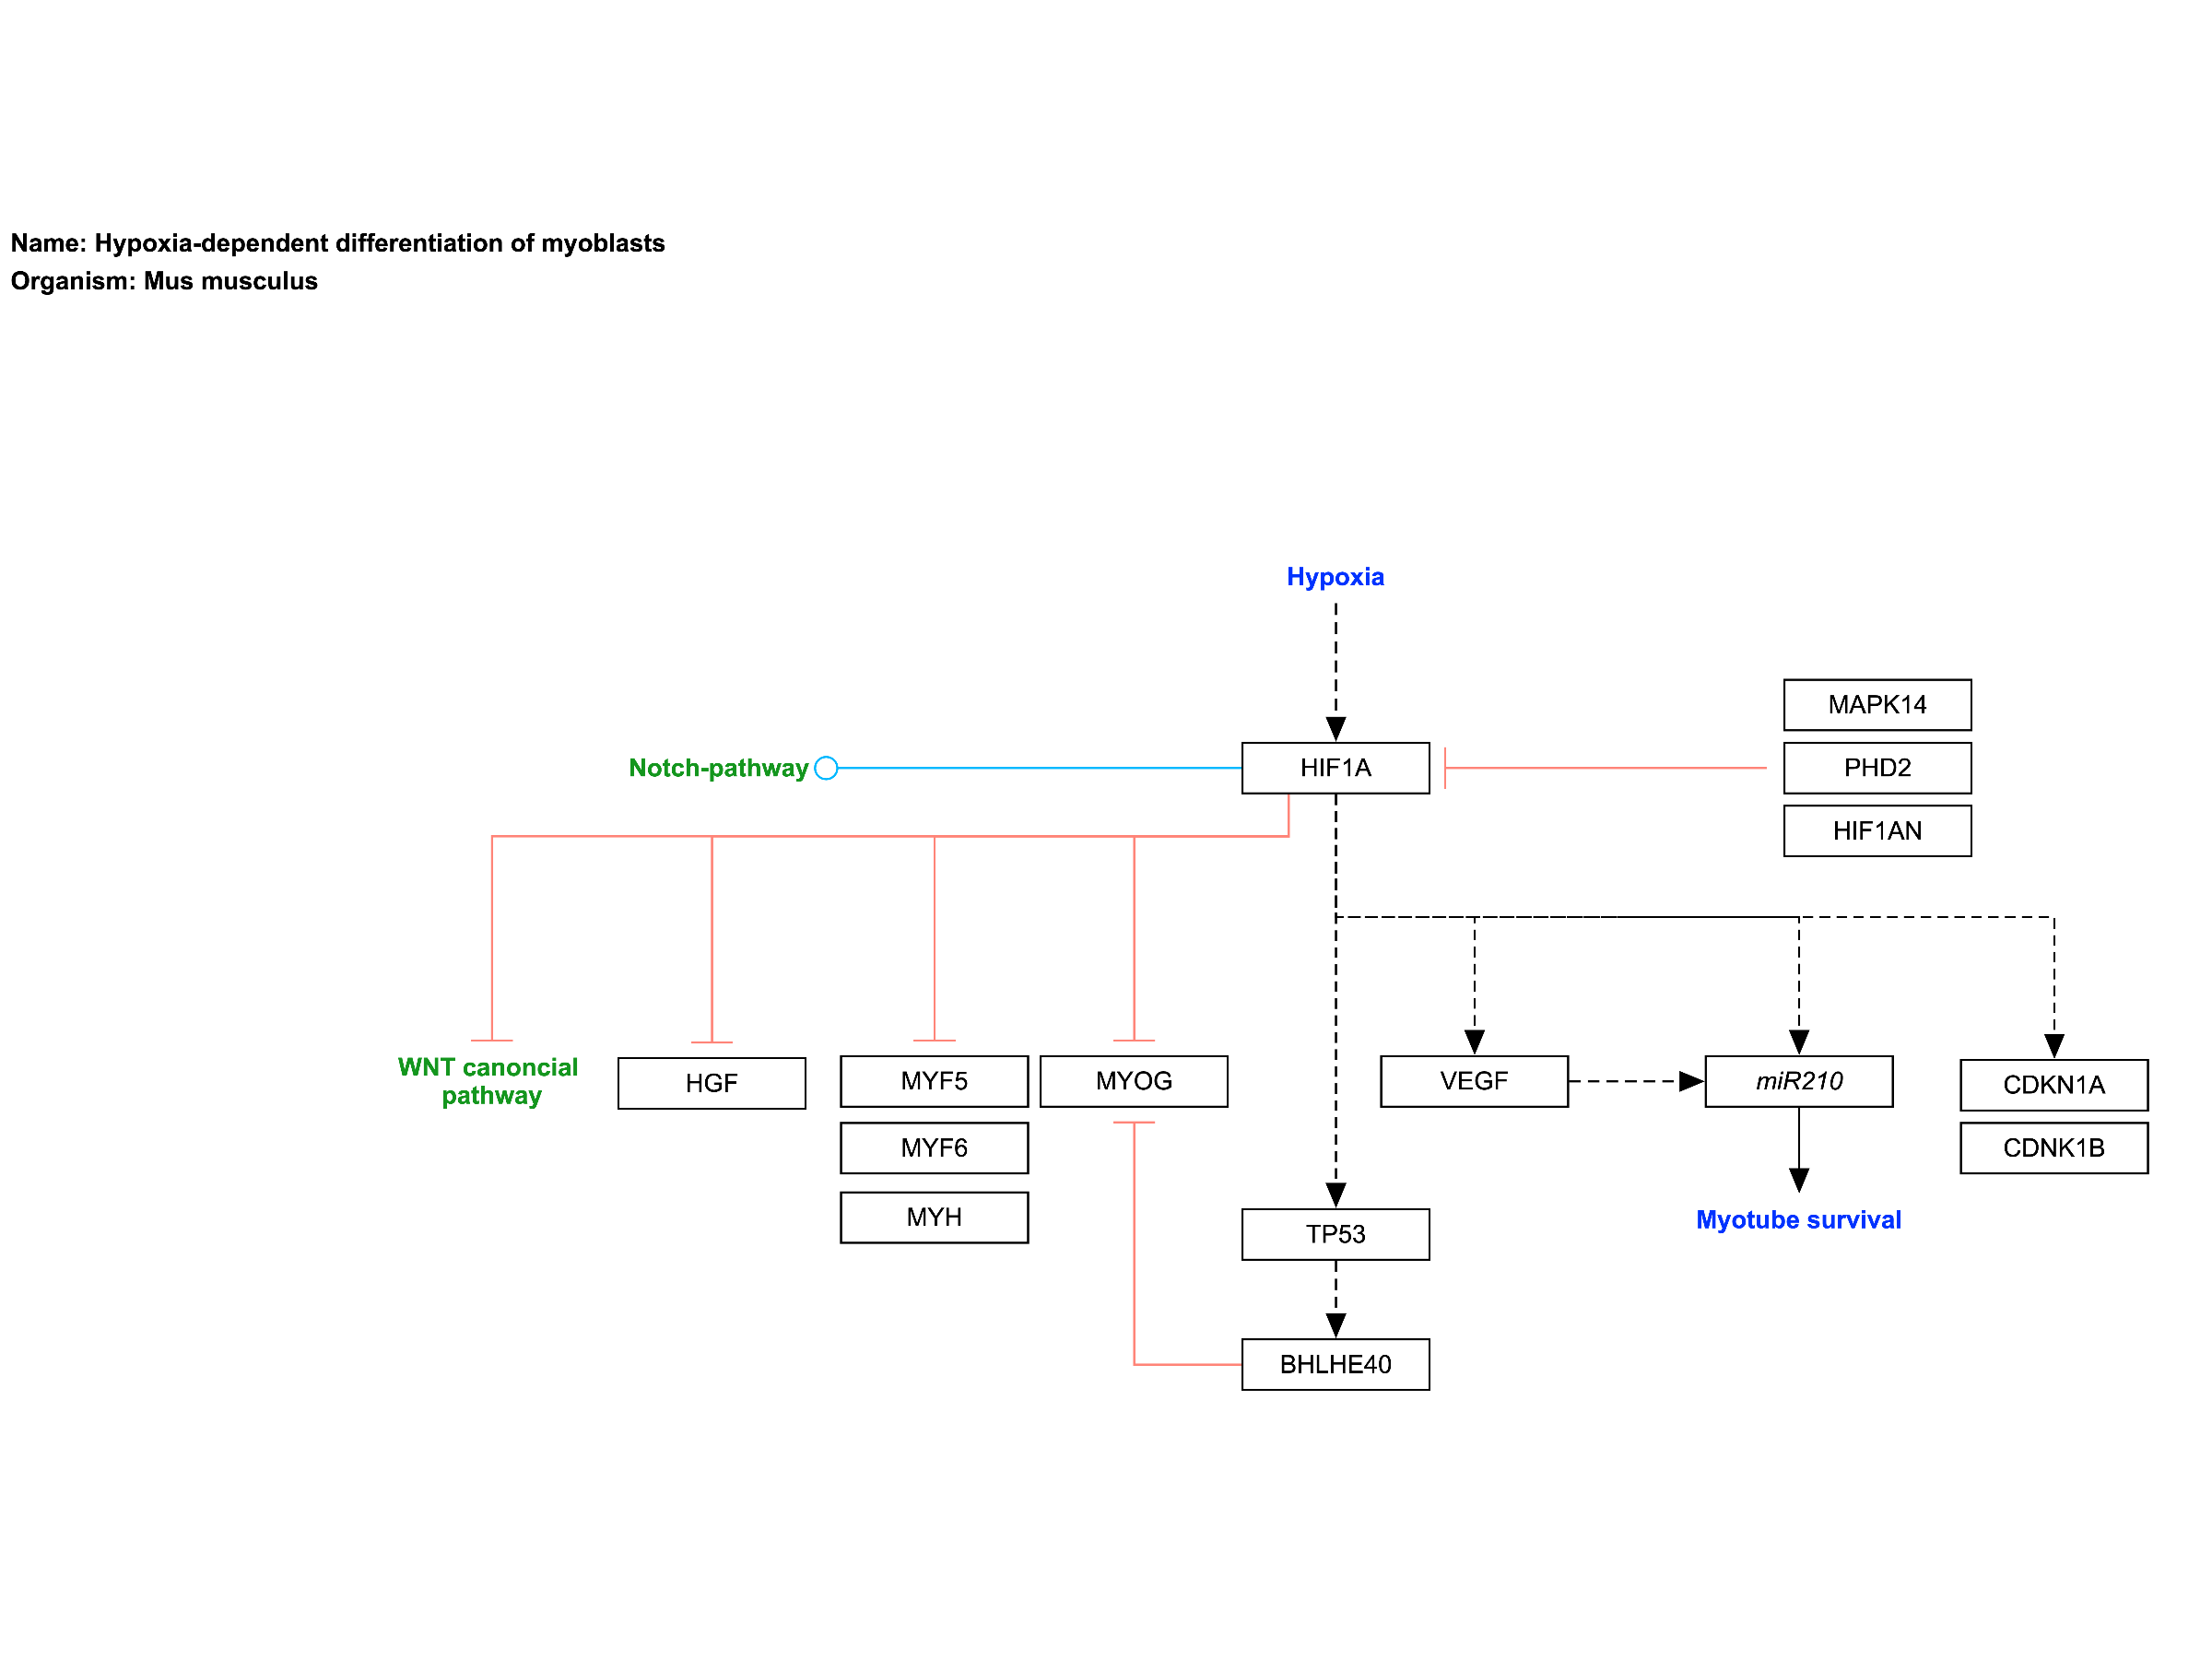 Name: Hypoxia-dependent differentiation of myoblasts
Organism: Mus musculus
Hypoxia
MAPK14
Notch-pathway
HIF1A
PHD2
HIF1AN
WNT canoncial
pathway
HGF
MYF5
MYOG
VEGF
miR210
CDKN1A
MYF6
CDNK1B
MYH
TP53
Myotube survival
BHLHE40